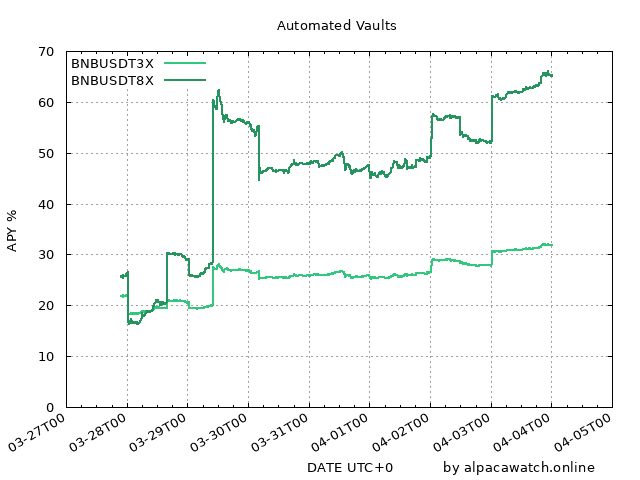 Automated Vaults
BNBUSDT3X
BNBUSDT8X
APY %
70
60
50
40
30
20
10
0
03-27T00 03-28T00 03-29T00 03-30T00 03-31T00 04-01T00 04-02T00 04-03T00 04-04T00 04-05T00
DATE UTC+0 by alpacawatch.online